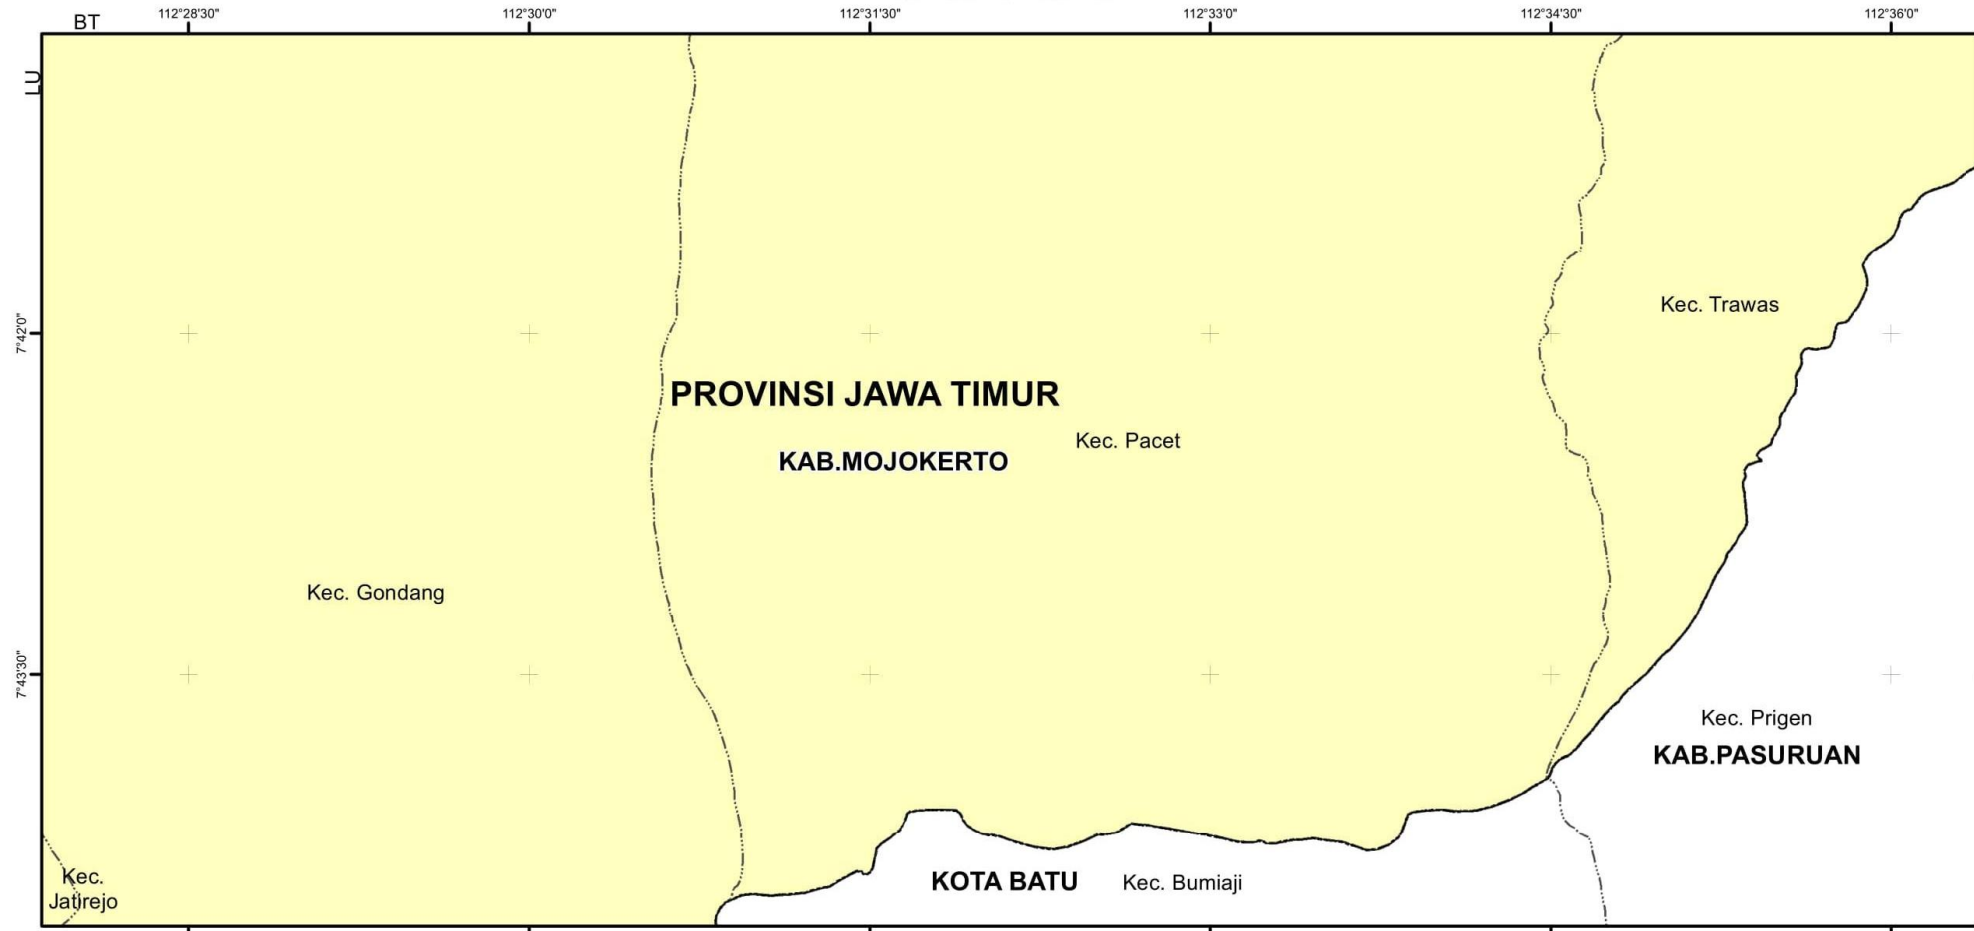 112°28'30"
112°30'0"
112°31'30"
112°33'0"
112°34'30"
112°36'0"
BT
LU
Kec. Trawas
7°42'0"
PROVINSI JAWA TIMUR
Kec. Pacet
KAB.MOJOKERTO
Kec. Gondang
7°43'30"
Kec. Prigen
KAB.PASURUAN
Kec.
Jatirejo
KOTA BATU
Kec. Bumiaji